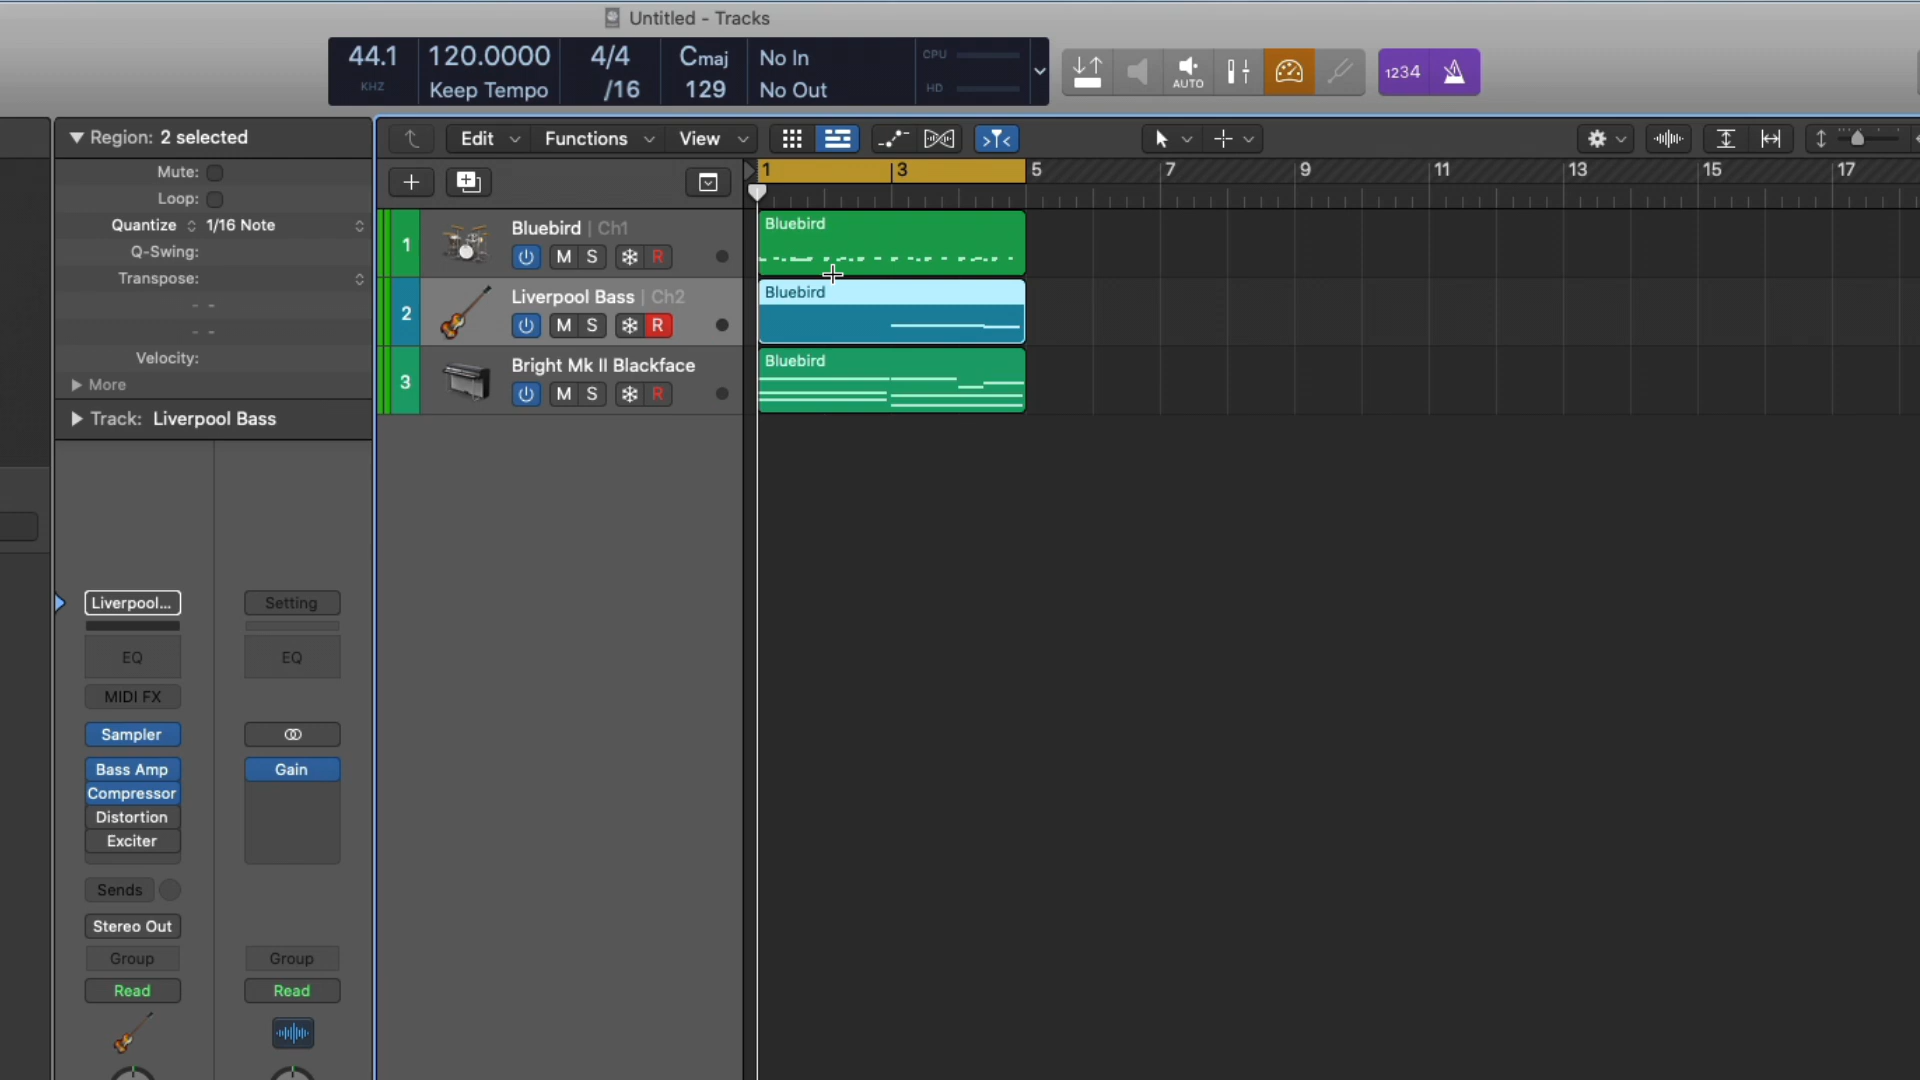 Untitled - Tracks
44.1
KHZ
120.0000
Keep Tempo
4/4
/16
Cmaj
129
No In
No Out
CPU
HD
AUTO
1234
Region: 2 selected
Mute:
Loop:
Quantize 1/16 Note
Q-Swing:
Transpose:
- -
- -
Velocity:
More
Track: Liverpool Bass
Edit Functions View
1 3 5 7 9 11 13 15 17
1 Bluebird | Ch1
M S R
2 Liverpool Bass | Ch2
M S R
3 Bright Mk II Blackface
M S R
Bluebird
Bluebird
Bluebird
Liverpool...
Setting
EQ
EQ
MIDI FX
Sampler
Bass Amp
Gain
Compressor
Distortion
Exciter
Sends
Stereo Out
Group
Group
Read
Read